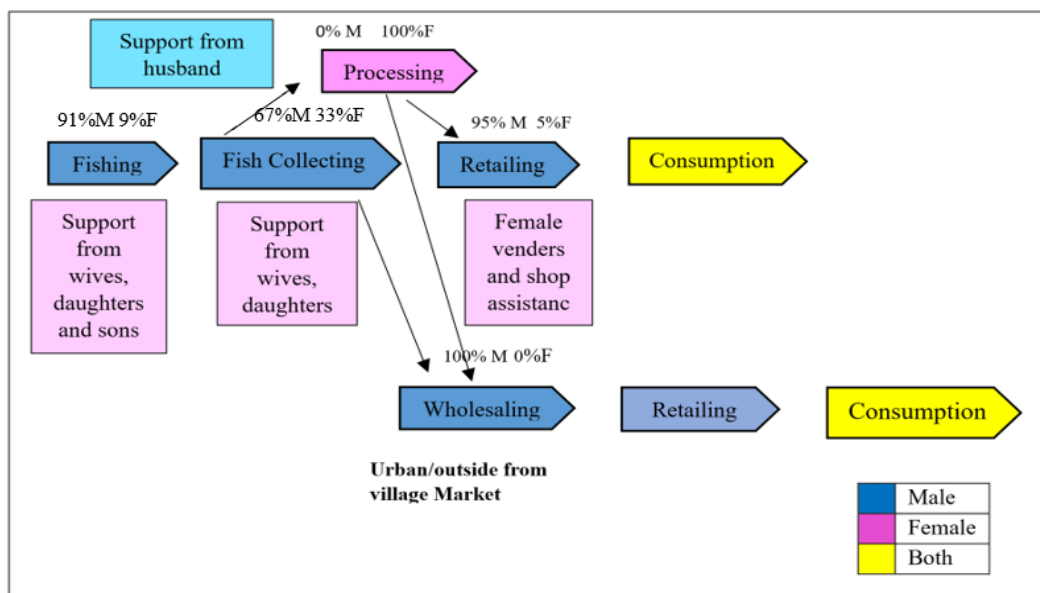 Support from
husband
0% M 100%F
Processing
91%M 9%F
67%M 33%F
95% M 5%F
Fishing
Fish Collecting
Retailing
Consumption
Support
from
wives,
daughters
and sons
Support
from
wives,
daughters
Female
venders
and shop
assistanc
100% M 0%F
Wholesaling
Retailing
Consumption
Urban/outside from
village Market
Male
Female
Both